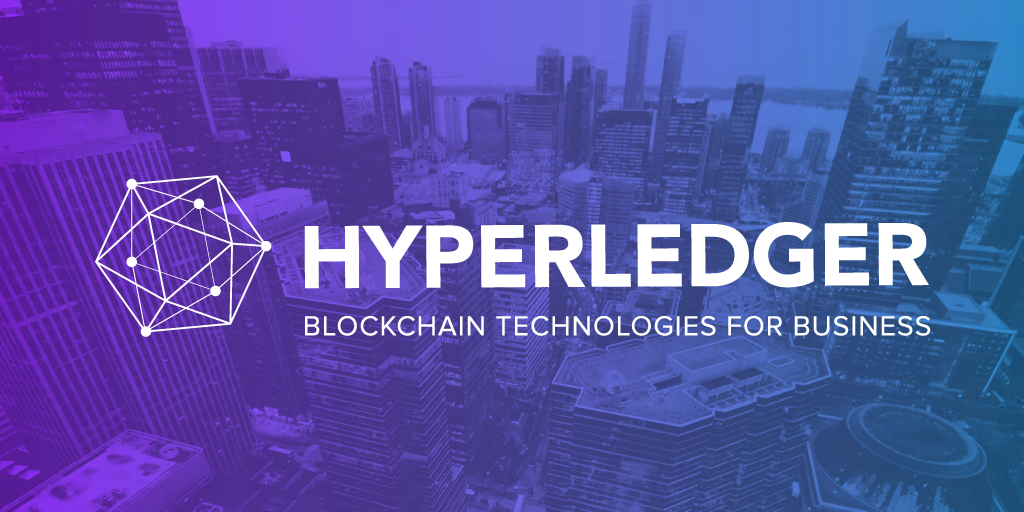 HYPERLEDGER
BLOCKCHAIN TECHNOLOGIES FOR BUSINESS